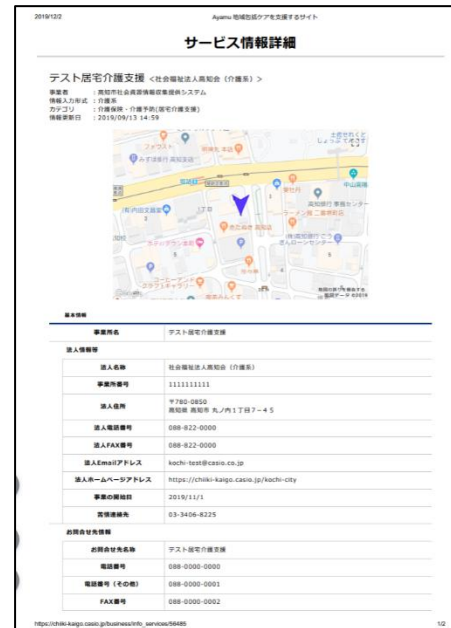 2019/12/2
Ayamu 地域包括ケアを支援するサイト
サービス情報詳細
テスト居宅介護支援 <社会福祉法人高知会（介護系）>
事業者 ：高知市社会資源情報収集提供システム
情報入力形式 ：介護系
カテゴリ ：介護保険・介護予防(居宅介護支援)
情報更新日 ：2019/09/13 14:59
基本情報
事業所名 テスト居宅介護支援
法人情報等
法人名称 社会福祉法人高知会（介護系）
事業所番号 1111111111
法人住所 〒780-0850
高知県 高知市 丸ノ内１丁目７－４５
法人電話番号 088-822-0000
法人FAX番号 088-822-0000
法人Emailアドレス kochi-test@casio.co.jp
法人ホームページアドレス https://chiiki-kaigo.casio.jp/kochi-city
事業の開始日 2019/11/1
苦情連絡先 03-3406-8225
お問合せ先情報
お問合せ先名称 テスト居宅介護支援
電話番号 088-0000-0000
電話番号（その他） 088-0000-0001
FAX番号 088-0000-0002
https://chiiki-kaigo.casio.jp/business/info_services/56485
1/2